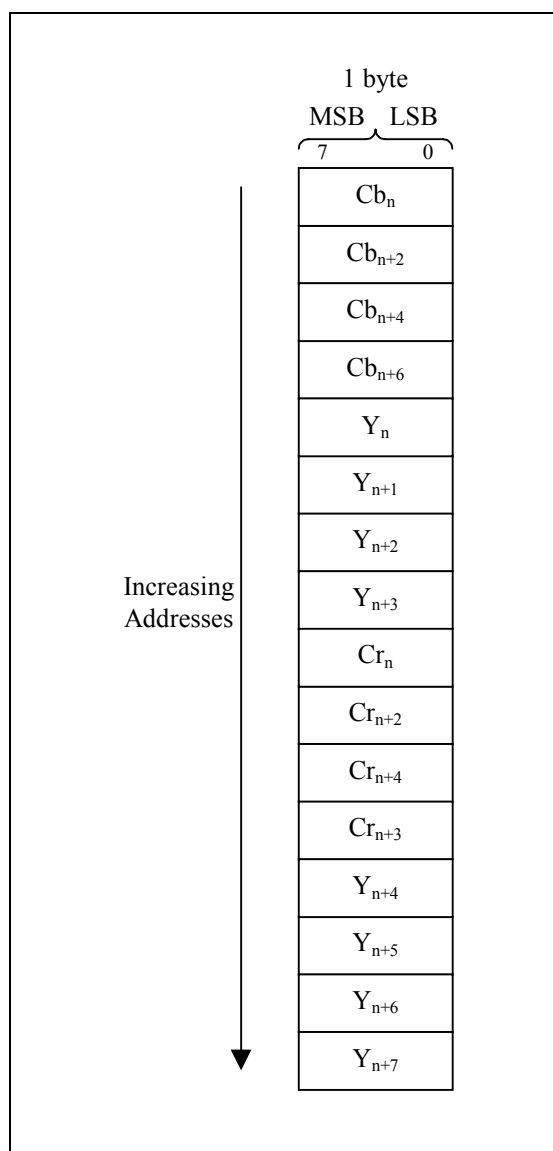 1 byte
MSB LSB
7 0
Cbn
Cbn+2
Cbn+4
Cbn+6
Yn
Yn+1
Yn+2
Increasing
Addresses
Yn+3
Crn
Crn+2
Crn+4
Crn+3
Yn+4
Yn+5
Yn+6
Yn+7